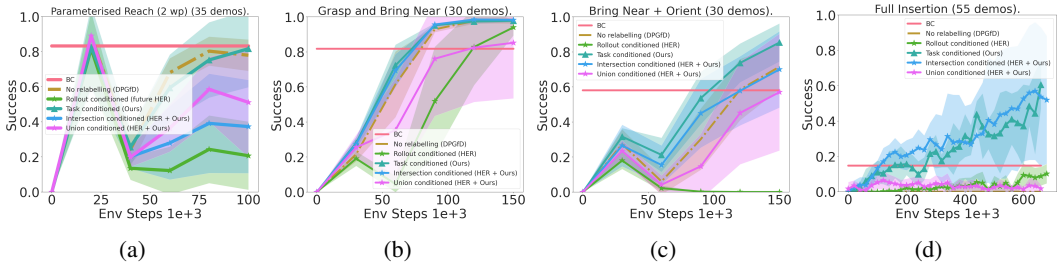 Parameterised Reach (2 wp) (35 demos).
Success
1.0
0.8
0.6
0.4
0.2
0.0
BC
No relabelling (DPGfD)
Rollout conditioned (future HER)
Task conditioned (Ours)
Intersection conditioned (HER + Ours)
Union conditioned (HER + Ours)
0 25 50 75 100
Env Steps 1e+3
(a)
Grasp and Bring Near (30 demos).
Success
1.0
0.8
0.6
0.4
0.2
0.0
BC
No relabelling (DPGfD)
Rollout conditioned (HER)
Task conditioned (Ours)
Intersection conditioned (HER + Ours)
Union conditioned (HER + Ours)
0 50 100 150
Env Steps 1e+3
(b)
Bring Near + Orient (30 demos).
Success
1.0
0.8
0.6
0.4
0.2
0.0
BC
No relabelling (DPGfD)
Rollout conditioned (HER)
Task conditioned (Ours)
Intersection conditioned (HER + Ours)
Union conditioned (HER + Ours)
0 50 100 150
Env Steps 1e+3
(c)
Full Insertion (55 demos).
Success
1.0
0.8
0.6
0.4
0.2
0.0
BC
Rollout conditioned (HER)
Task conditioned (Ours)
Intersection conditioned (HER + Ours)
Union conditioned (HER + Ours)
0 200 400 600
Env Steps 1e+3
(d)